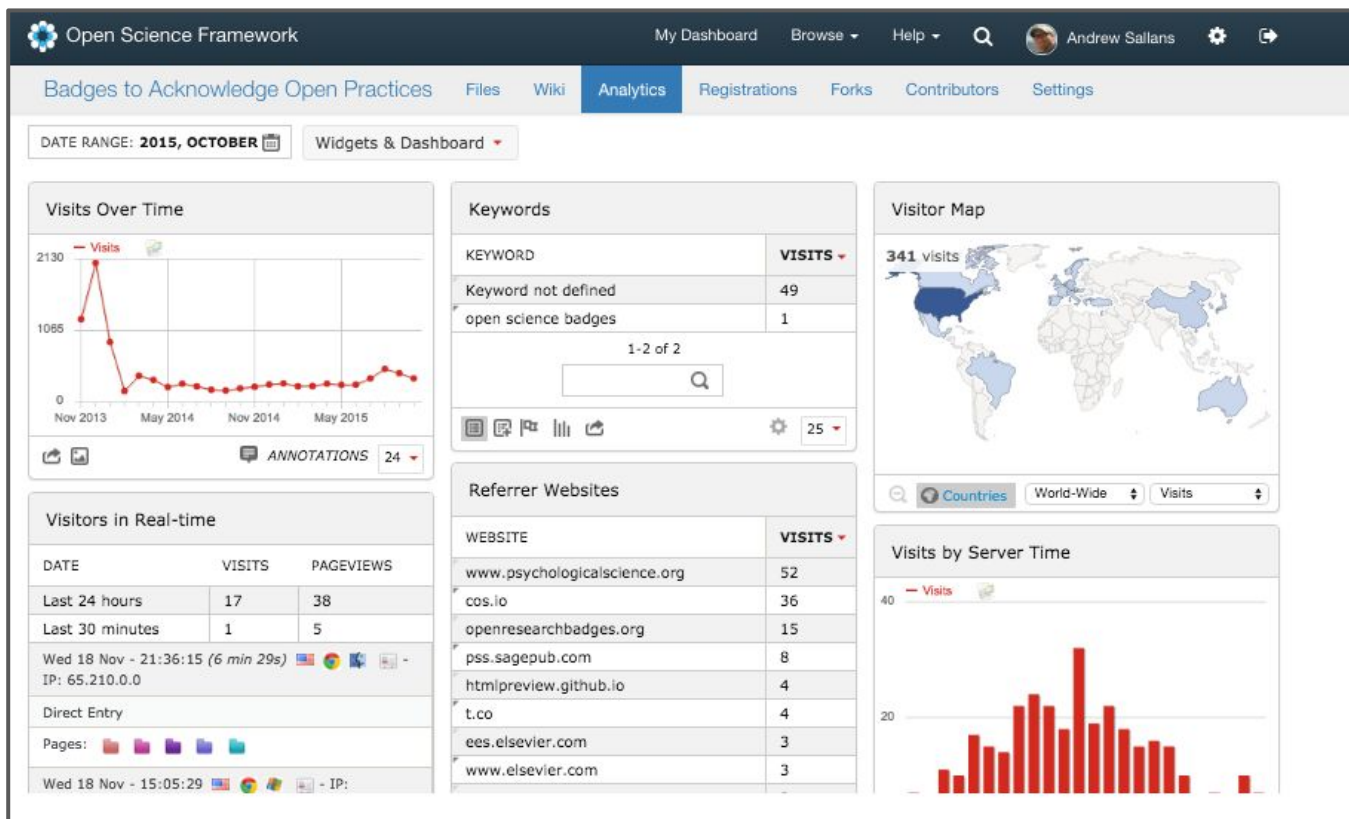 Open Science Framework
My Dashboard Browse Help Andrew Sallans
Badges to Acknowledge Open Practices Files Wiki Analytics Registrations Forks Contributors Settings
DATE RANGE: 2015, OCTOBER Widgets & Dashboard
Visits Over Time
Visits
2130
1065
0
Nov 2013 May 2014 Nov 2014 May 2015
ANNOTATIONS 24
Visitors in Real-time
DATE VISITS PAGEVIEWS
Last 24 hours 17 38
Last 30 minutes 1 5
Wed 18 Nov - 21:36:15 (6 min 29s) -
IP: 65.210.0.0
Direct Entry
Pages:
Wed 18 Nov - 15:05:29 - IP:
Keywords
KEYWORD VISITS
Keyword not defined 49
open science badges 1
1-2 of 2
25
Referrer Websites
WEBSITE VISITS
www.psychologicalscience.org 52
cos.io 36
openresearchbadges.org 15
pss.sagepub.com 8
htmlpreview.github.io 4
t.co 4
ees.elsevier.com 3
www.elsevier.com 3
Visitor Map
341 visits
Countries World-Wide Visits
Visits by Server Time
Visits
40
20